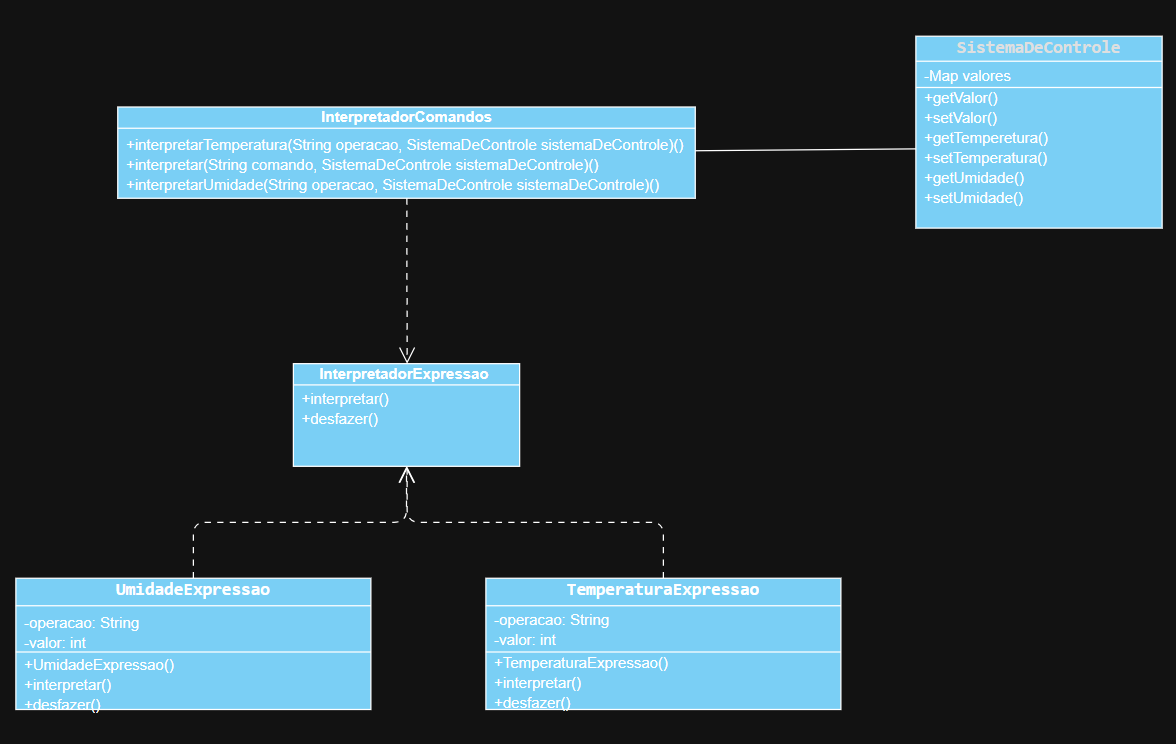 SistemaDeControle
-Map valores
+getValor()
+setValor()
+getTemperetura()
+setTemperatura()
+getUmidade()
+setUmidade()
InterpretadorComandos
+interpretarTemperatura(String operacao, SistemaDeControle sistemaDeControle)()
+interpretar(String comando, SistemaDeControle sistemaDeControle)()
+interpretarUmidade(String operacao, SistemaDeControle sistemaDeControle)()
InterpretadorExpressao
+interpretar()
+desfazer()
UmidadeExpressao
-operacao: String
-valor: int
+UmidadeExpressao()
+interpretar()
+desfazer()
TemperaturaExpressao
-operacao: String
-valor: int
+TemperaturaExpressao()
+interpretar()
+desfazer()